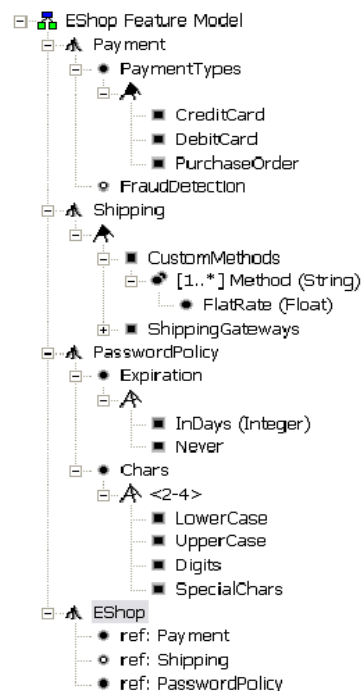 EShop Feature Model
Payment
PaymentTypes
CreditCard
DebitCard
PurchaseOrder
FraudDetection
Shipping
CustomMethods
[1..*] Method (String)
FlatRate (Float)
ShippingGateways
PasswordPolicy
Expiration
InDays (Integer)
Never
Chars
<2-4>
LowerCase
UpperCase
Digits
SpecialChars
EShop
ref: Payment
ref: Shipping
ref: PasswordPolicy